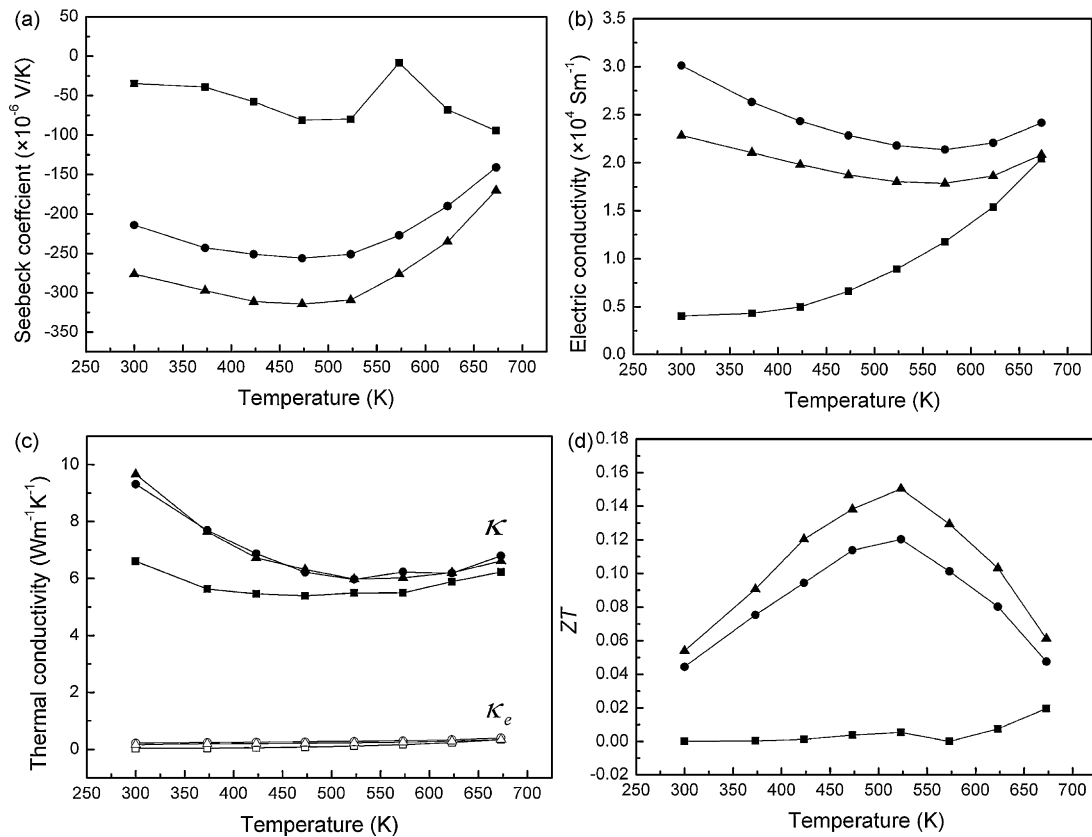 (a)
50
0
-50
-100
-150
-200
-250
-300
-350
Seebeck coefficient (×10⁻⁶ V/K)
250 300 350 400 450 500 550 600 650 700
Temperature (K)
(b)
3.5
3.0
2.5
2.0
1.5
1.0
0.5
0.0
Electric conductivity (×10⁴ Sm⁻¹)
250 300 350 400 450 500 550 600 650 700
Temperature (K)
(c)
10
8
6
4
2
0
Thermal conductivity (Wm⁻¹K⁻¹)
κ
κₑ
250 300 350 400 450 500 550 600 650 700
Temperature (K)
(d)
0.18
0.16
0.14
0.12
0.10
0.08
0.06
0.04
0.02
0.00
-0.02
ZT
250 300 350 400 450 500 550 600 650 700
Temperature (K)